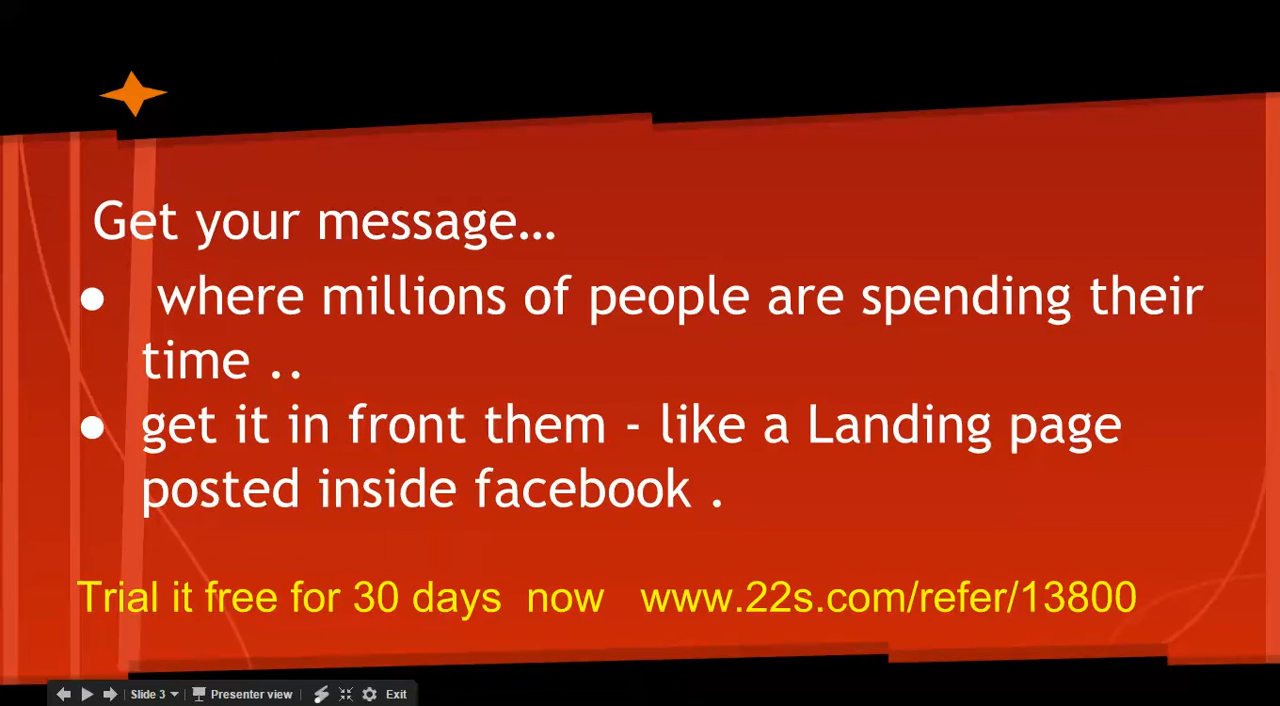 Get your message…
● where millions of people are spending their
time ..
● get it in front them - like a Landing page
posted inside facebook .
Trial it free for 30 days now www.22s.com/refer/13800
Slide 3 Presenter view Exit